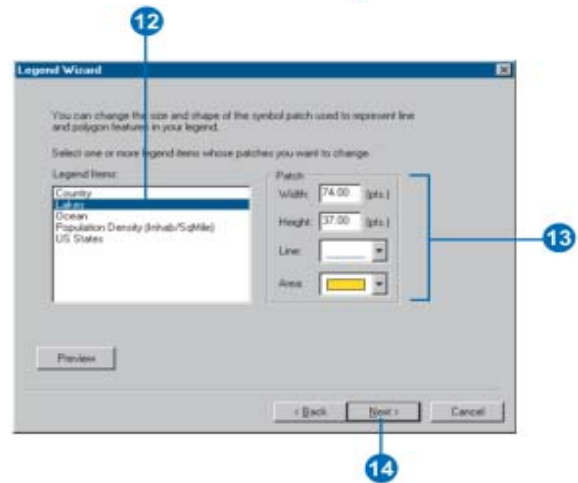 12
Legend Wizard
You can change the size and shape of the symbol patch used to represent line
and polygon features in your legend.
Select one or more legend items whose patches you want to change.
Legend Items:
Country
Lakes
Ocean
Population Density (Inhab/SqMile)
US States
Patch
Width: 74.00 (pts.)
Height: 37.00 (pts.)
Line:
Area:
13
Preview
< Back
Next >
Cancel
14